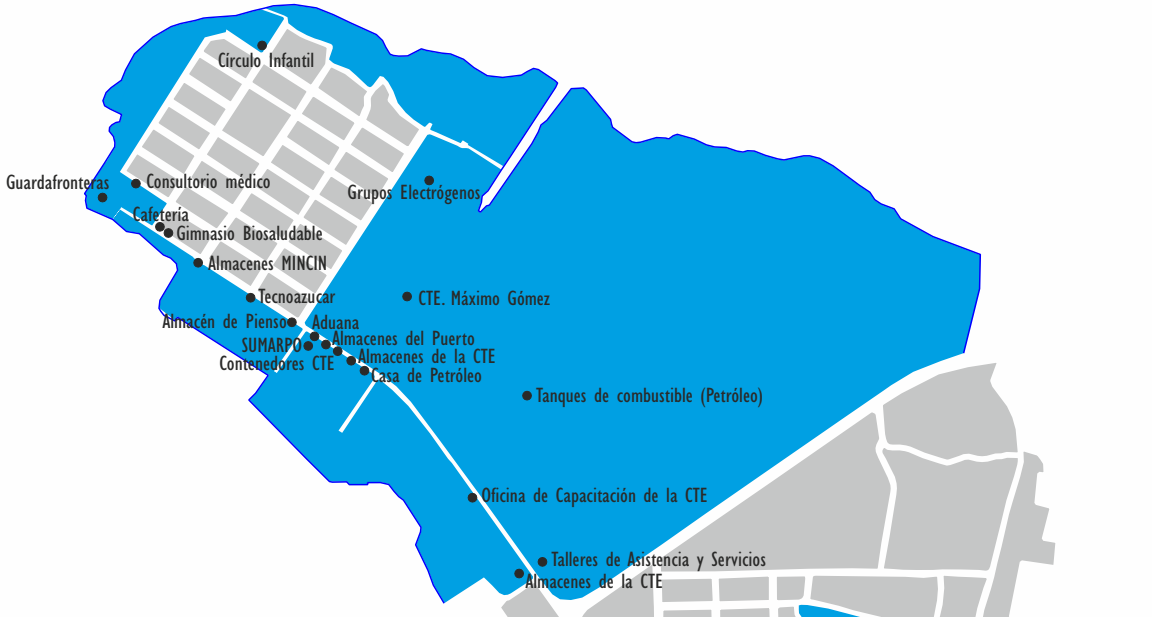 Círculo Infantil
Guardafronteras
Consultorio médico
Grupos Electrógenos
Cafetería
Gimnasio Biosaludable
Almacenes MINCIN
Tecnoazucar
CTE. Máximo Gómez
Almacén de Pienso
Aduana
Almacenes del Puerto
SUMARPO
Almacenes de la CTE
Contenedores CTE
Casa de Petróleo
Tanques de combustible (Petróleo)
Oficina de Capacitación de la CTE
Talleres de Asistencia y Servicios
Almacenes de la CTE